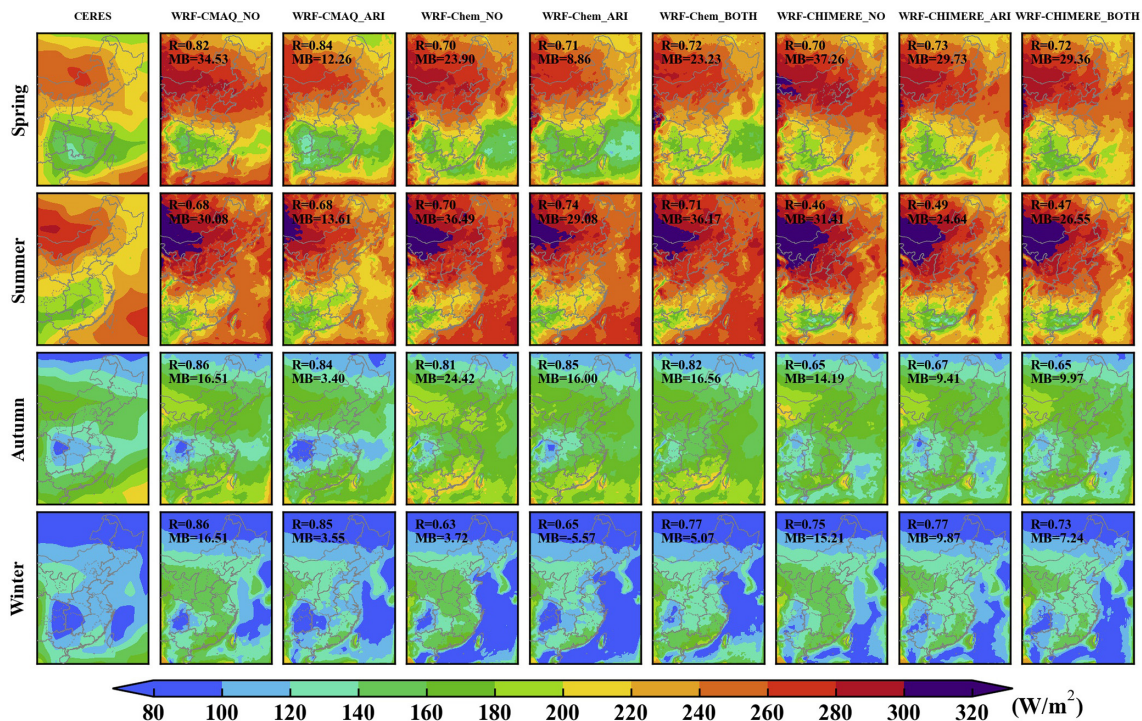 CERES WRF-CMAQ_NO WRF-CMAQ_ARI WRF-Chem_NO WRF-Chem_ARI WRF-Chem_BOTH WRF-CHIMERE_NO WRF-CHIMERE_ARI WRF-CHIMERE_BOTH
Spring
R=0.82 R=0.84 R=0.70 R=0.71 R=0.72 R=0.70 R=0.73 R=0.72
MB=34.53 MB=12.26 MB=23.90 MB=8.86 MB=23.23 MB=37.26 MB=29.73 MB=29.36
Summer
R=0.68 R=0.68 R=0.70 R=0.74 R=0.71 R=0.46 R=0.49 R=0.47
MB=30.08 MB=13.61 MB=36.49 MB=29.08 MB=36.17 MB=31.41 MB=24.64 MB=26.55
Autumn
R=0.86 R=0.84 R=0.81 R=0.85 R=0.82 R=0.65 R=0.67 R=0.65
MB=16.51 MB=3.40 MB=24.42 MB=16.00 MB=16.56 MB=14.19 MB=9.41 MB=9.97
Winter
R=0.86 R=0.85 R=0.63 R=0.65 R=0.77 R=0.75 R=0.77 R=0.73
MB=16.51 MB=3.55 MB=3.72 MB=-5.57 MB=5.07 MB=15.21 MB=9.87 MB=7.24
80 100 120 140 160 180 200 220 240 260 280 300 320 (W/m²)